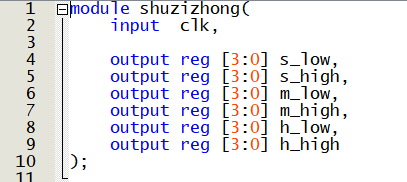 1 module shuzizhong(
2 input clk,
3
4 output reg [3:0] s_low,
5 output reg [3:0] s_high,
6 output reg [3:0] m_low,
7 output reg [3:0] m_high,
8 output reg [3:0] h_low,
9 output reg [3:0] h_high
10 );
11